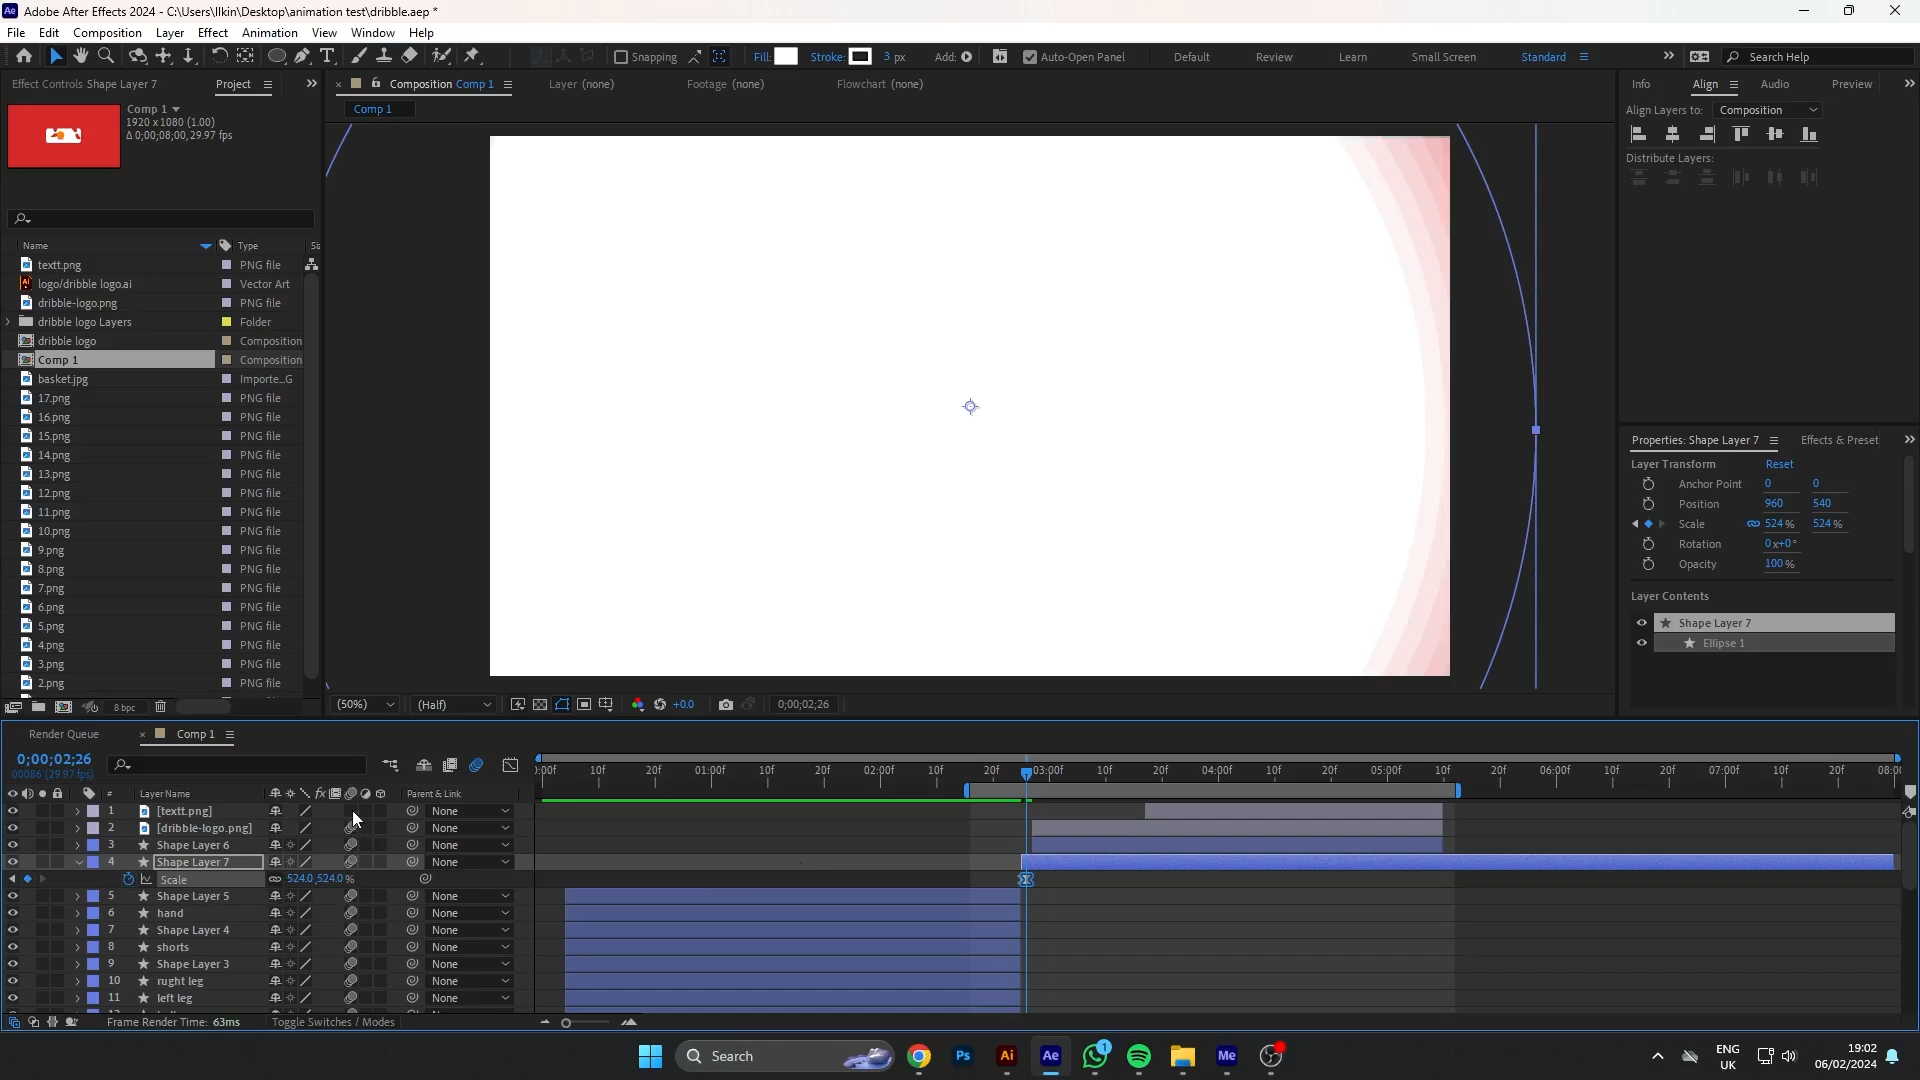 Adobe After Effects 2024 - C:\Users\Ilkin\Desktop\animation test\dribble.aep *
File Edit Composition Layer Effect Animation View Window Help
Snapping Fill: Stroke: 3 px Add: Auto-Open Panel Default Review Learn Small Screen Standard Search Help
Effect Controls Shape Layer 7 Project
Composition Comp 1 Layer (none) Footage (none) Flowchart (none)
Info Align Audio Preview
Comp 1
1920 x 1080 (1.00)
Δ 0;00;08;00, 29.97 fps
Comp 1
Align Layers to: Composition
Distribute Layers:
Name Type
textt.png PNG file
logo/dribble logo.ai Vector Art
dribble-logo.png PNG file
dribble logo Layers Folder
dribble logo Composition
Comp 1 Composition
basket.jpg Importe...G
17.png PNG file
16.png PNG file
15.png PNG file
14.png PNG file
13.png PNG file
12.png PNG file
11.png PNG file
10.png PNG file
9.png PNG file
8.png PNG file
7.png PNG file
6.png PNG file
5.png PNG file
4.png PNG file
3.png PNG file
2.png PNG file
8 bpc
(50%) (Half) +0.0 0;00;02;26
Properties: Shape Layer 7 Effects & Preset
Layer Transform Reset
Anchor Point 0 0
Position 960 540
Scale 524 % 524 %
Rotation 0x+0°
Opacity 100 %
Layer Contents
Shape Layer 7
Ellipse 1
Render Queue Comp 1
0;00;02;26
00086 (29.97 fps)
:00f 10f 20f 01:00f 10f 20f 02:00f 10f 20f 03:00f 10f 20f 04:00f 10f 20f 05:00f 10f 20f 06:00f 10f 20f 07:00f 10f 20f 08:0
# Layer Name fx Parent & Link
1 [textt.png] None
2 [dribble-logo.png] None
3 Shape Layer 6 None
4 Shape Layer 7 None
Scale 524.0,524.0 %
5 Shape Layer 5 None
6 hand None
7 Shape Layer 4 None
8 shorts None
9 Shape Layer 3 None
10 rught leg None
11 left leg None
Frame Render Time: 63ms Toggle Switches / Modes
Search Ps Ai Ae 1 Me
ENG
UK
19:02
06/02/2024